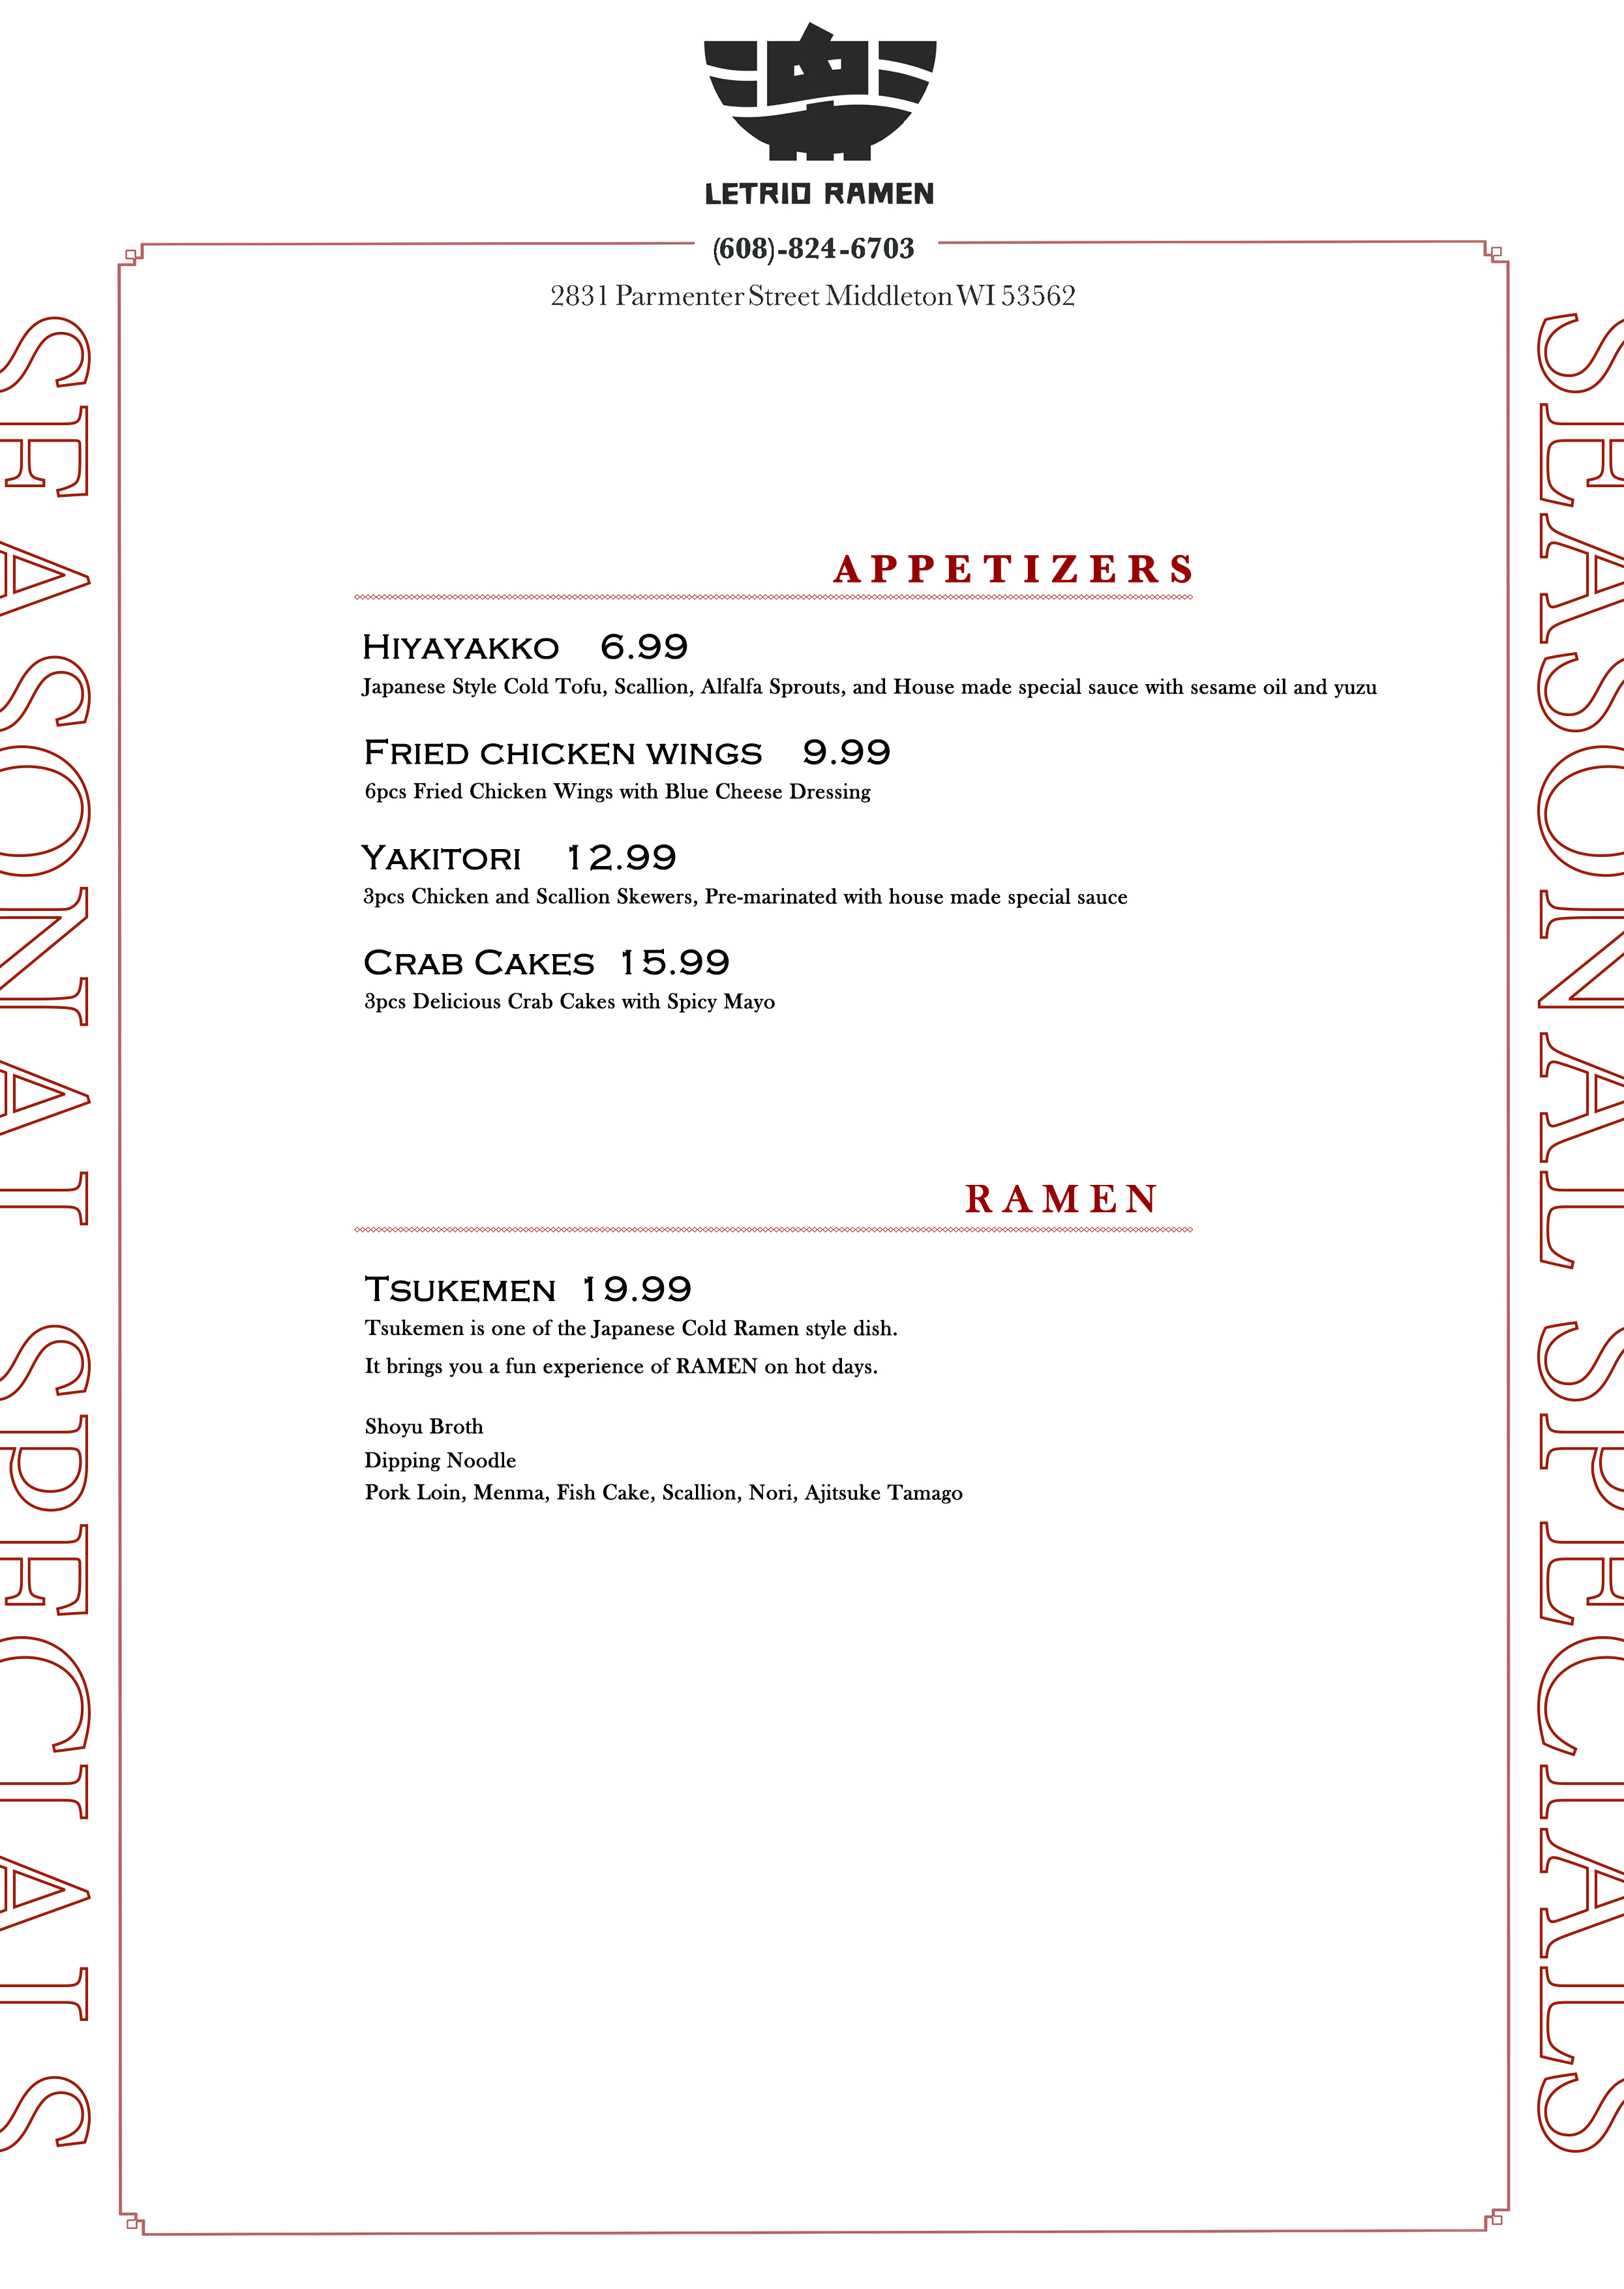 LETRIO RAMEN
(608)-824-6703
2831 Parmenter Street Middleton WI 53562
SEASONAL SPECIALS
SEASONAL SPECIALS
APPETIZERS
HIYAYAKKO 6.99
Japanese Style Cold Tofu, Scallion, Alfalfa Sprouts, and House made special sauce with sesame oil and yuzu
FRIED CHICKEN WINGS 9.99
6pcs Fried Chicken Wings with Blue Cheese Dressing
YAKITORI 12.99
3pcs Chicken and Scallion Skewers, Pre-marinated with house made special sauce
CRAB CAKES 15.99
3pcs Delicious Crab Cakes with Spicy Mayo
RAMEN
TSUKEMEN 19.99
Tsukemen is one of the Japanese Cold Ramen style dish.
It brings you a fun experience of RAMEN on hot days.
Shoyu Broth
Dipping Noodle
Pork Loin, Menma, Fish Cake, Scallion, Nori, Ajitsuke Tamago